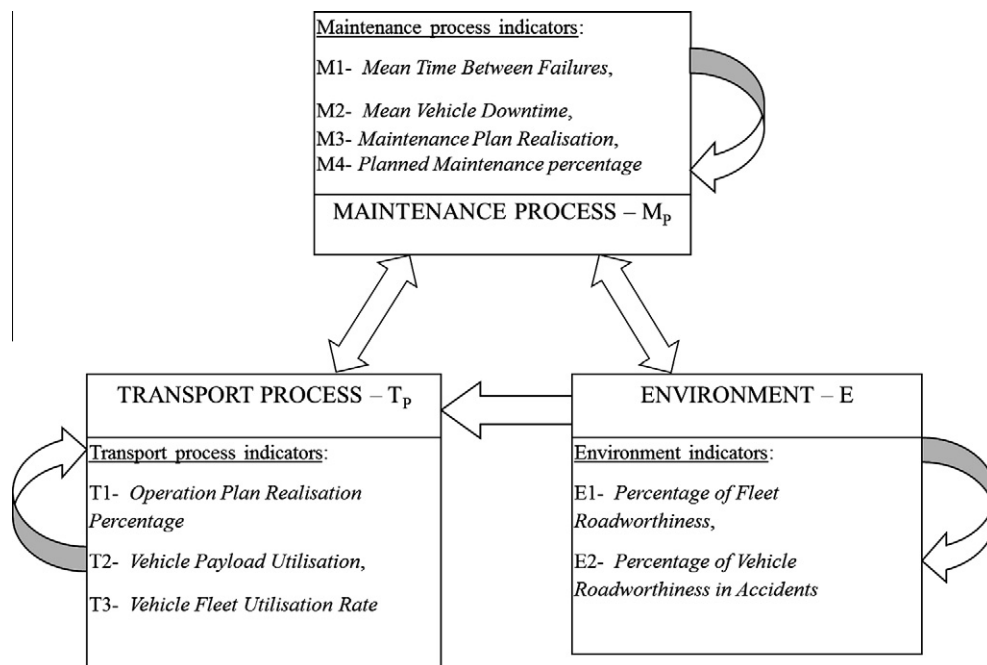 Maintenance process indicators:
M1- Mean Time Between Failures,
M2- Mean Vehicle Downtime,
M3- Maintenance Plan Realisation,
M4- Planned Maintenance percentage
MAINTENANCE PROCESS – MP
TRANSPORT PROCESS – TP
Transport process indicators:
T1- Operation Plan Realisation
Percentage
T2- Vehicle Payload Utilisation,
T3- Vehicle Fleet Utilisation Rate
ENVIRONMENT – E
Environment indicators:
E1- Percentage of Fleet
Roadworthiness,
E2- Percentage of Vehicle
Roadworthiness in Accidents